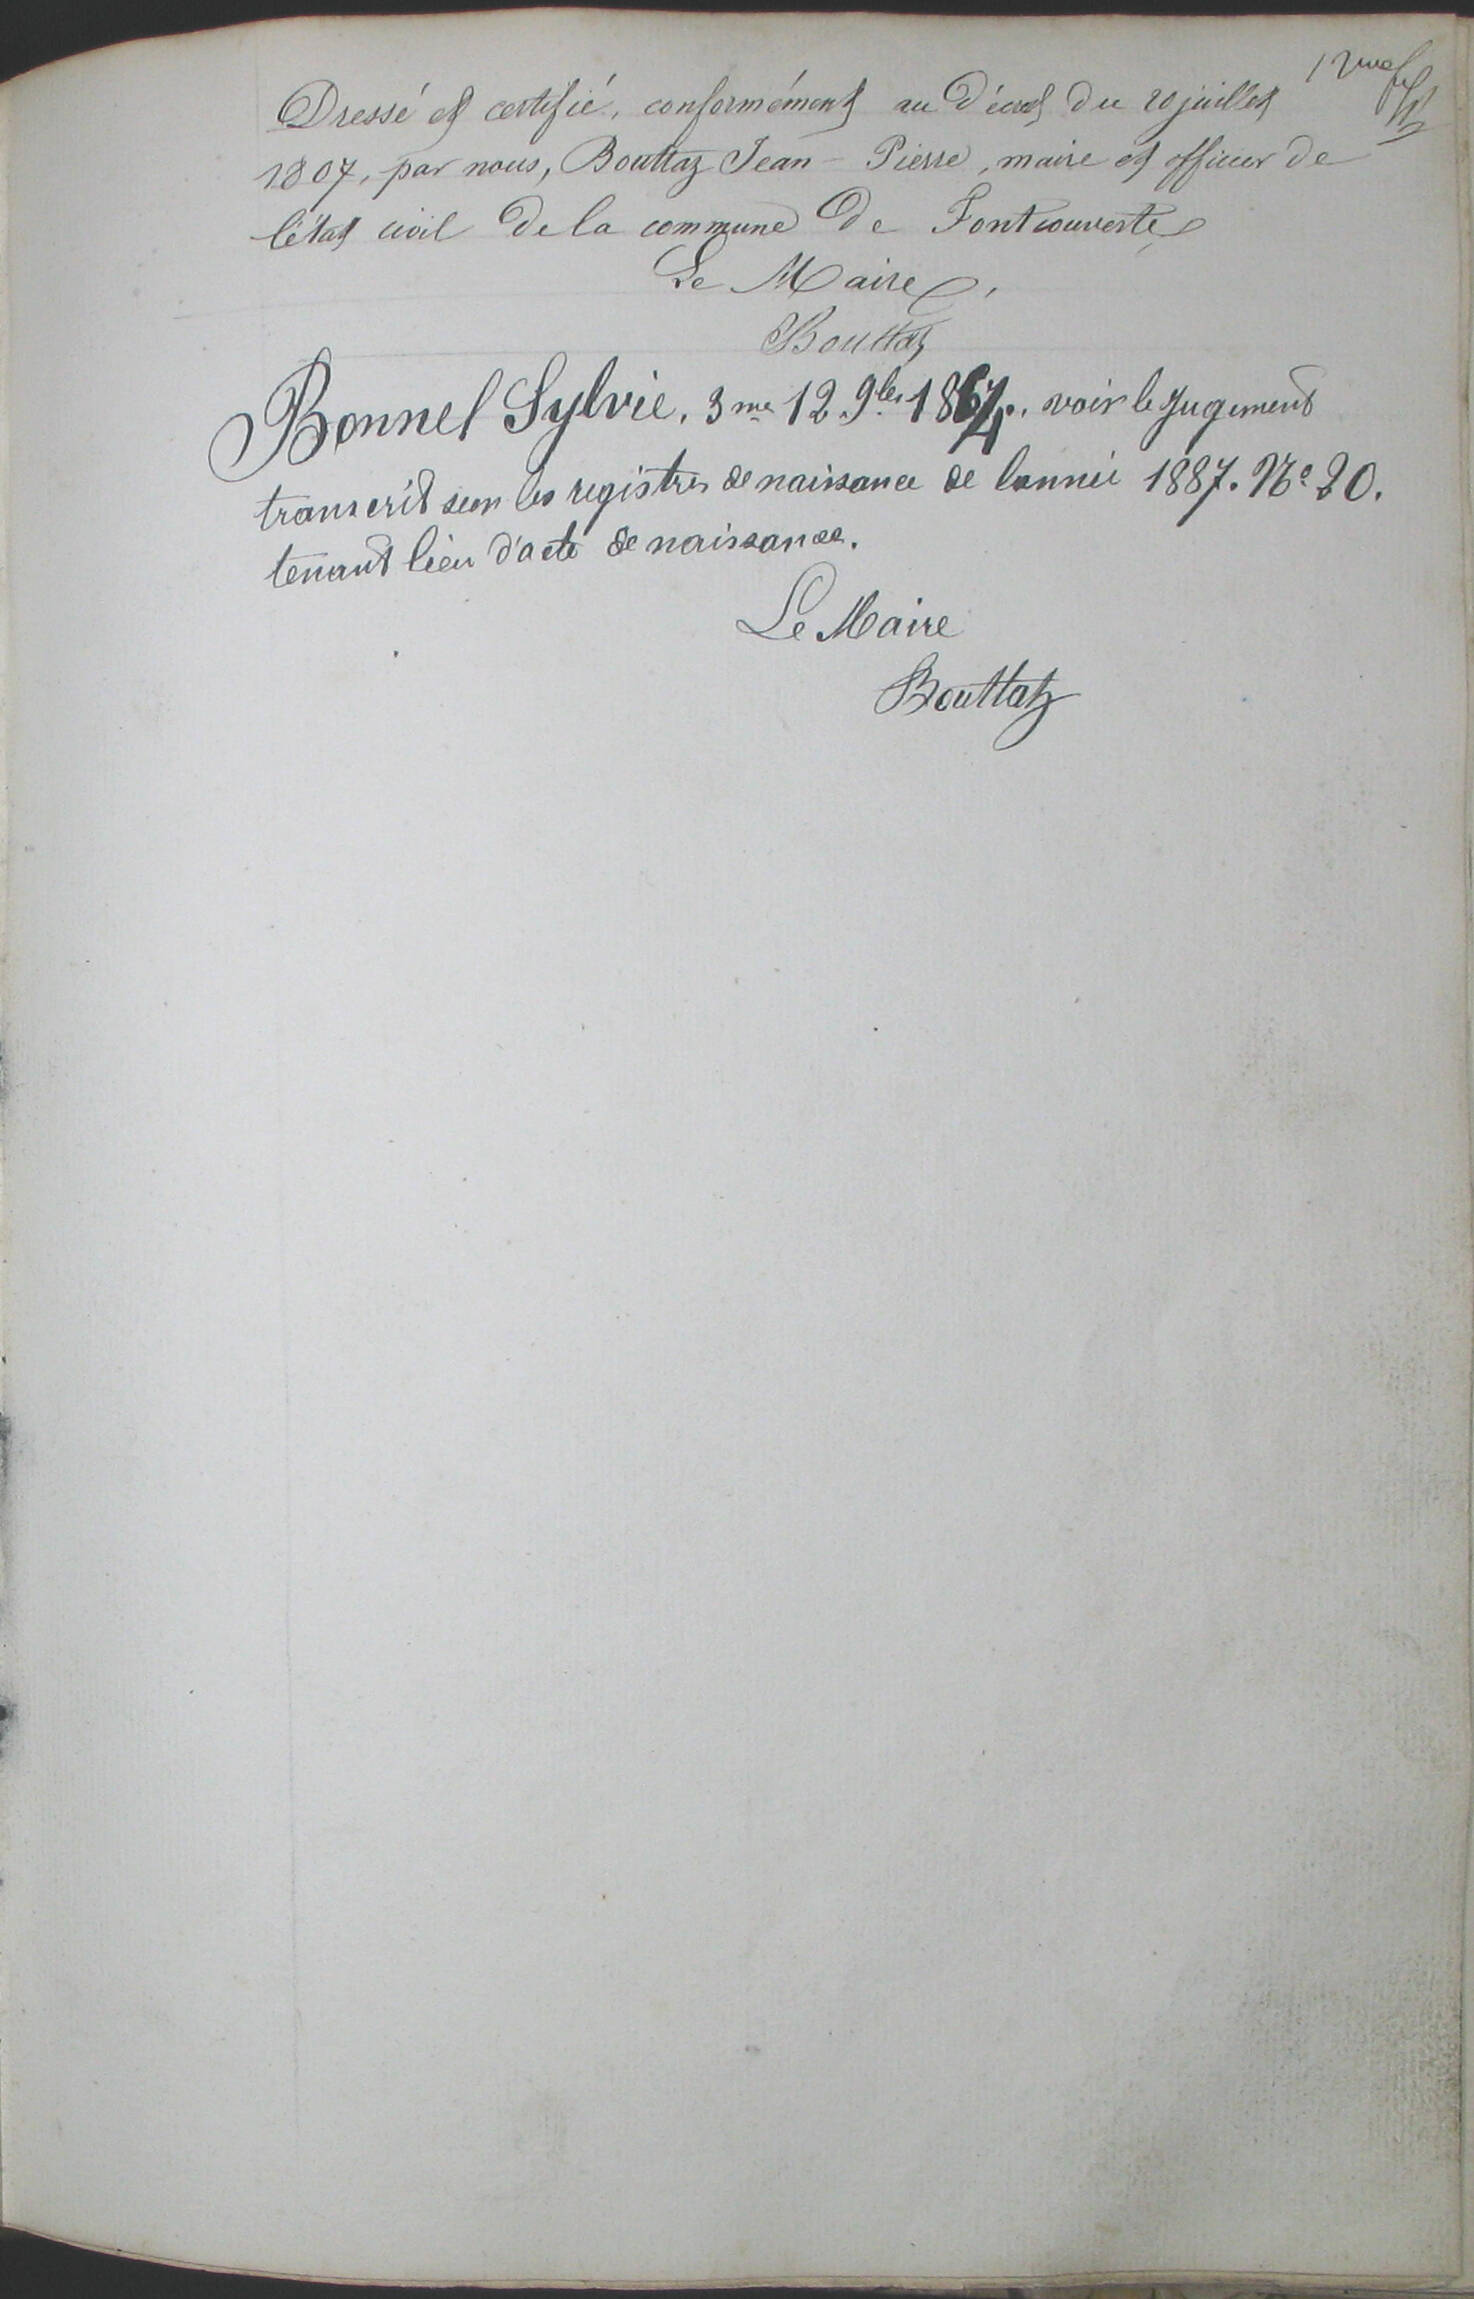 12me
Dressé et certifié, conformément au Décret du 20 juillet
1807, par nous, Bouttaz Jean - Pierre, maire et officier de
l'état civil De la commune De Fontcouverte
Le Maire,
Bouttaz
Bonnel Sylvie. 3me 12 9bre 1864. voir le Jugement
transcrit sur les registres de naissance de l'année 1887. No 20.
tenant lieu d'acte de naissance.
Le Maire
Bouttaz